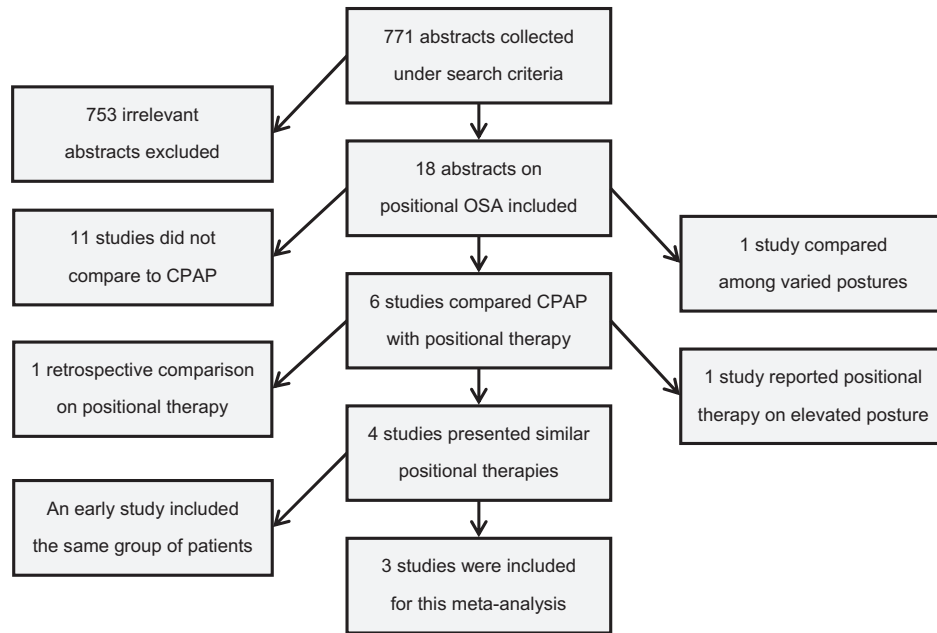 771 abstracts collected
under search criteria
753 irrelevant
abstracts excluded
18 abstracts on
positional OSA included
11 studies did not
compare to CPAP
1 study compared
among varied postures
6 studies compared CPAP
with positional therapy
1 retrospective comparison
on positional therapy
1 study reported positional
therapy on elevated posture
4 studies presented similar
positional therapies
An early study included
the same group of patients
3 studies were included
for this meta-analysis